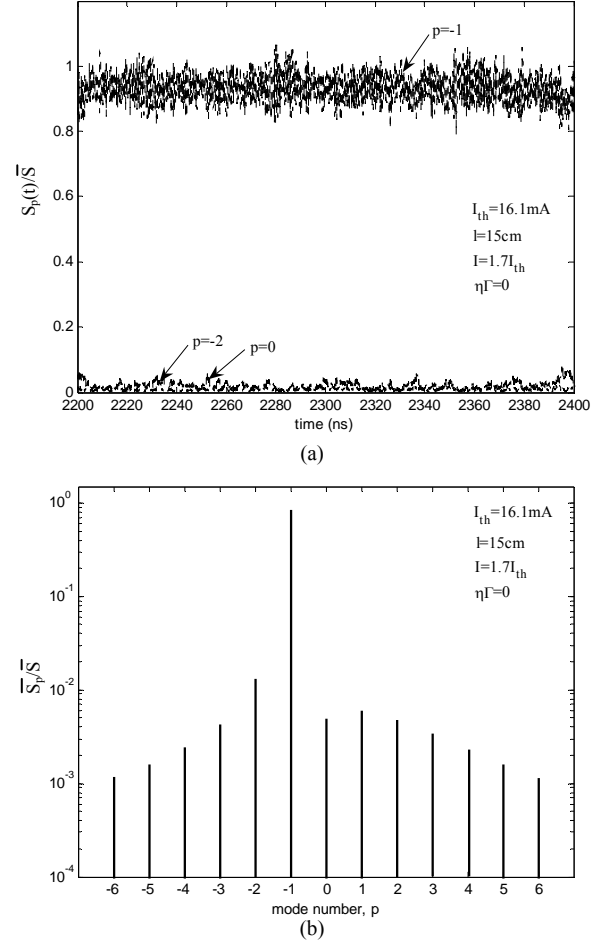 (a)
1
0.8
0.6
0.4
0.2
0
S_p(t)/S̅
p=-1
I_th=16.1mA
l=15cm
I=1.7I_th
ηΓ=0
p=-2
p=0
2200 2220 2240 2260 2280 2300 2320 2340 2360 2380 2400
time (ns)
(a)
10^0
10^-1
10^-2
10^-3
10^-4
S̅_p/S̅
I_th=16.1mA
l=15cm
I=1.7I_th
ηΓ=0
-6 -5 -4 -3 -2 -1 0 1 2 3 4 5 6
mode number, p
(b)